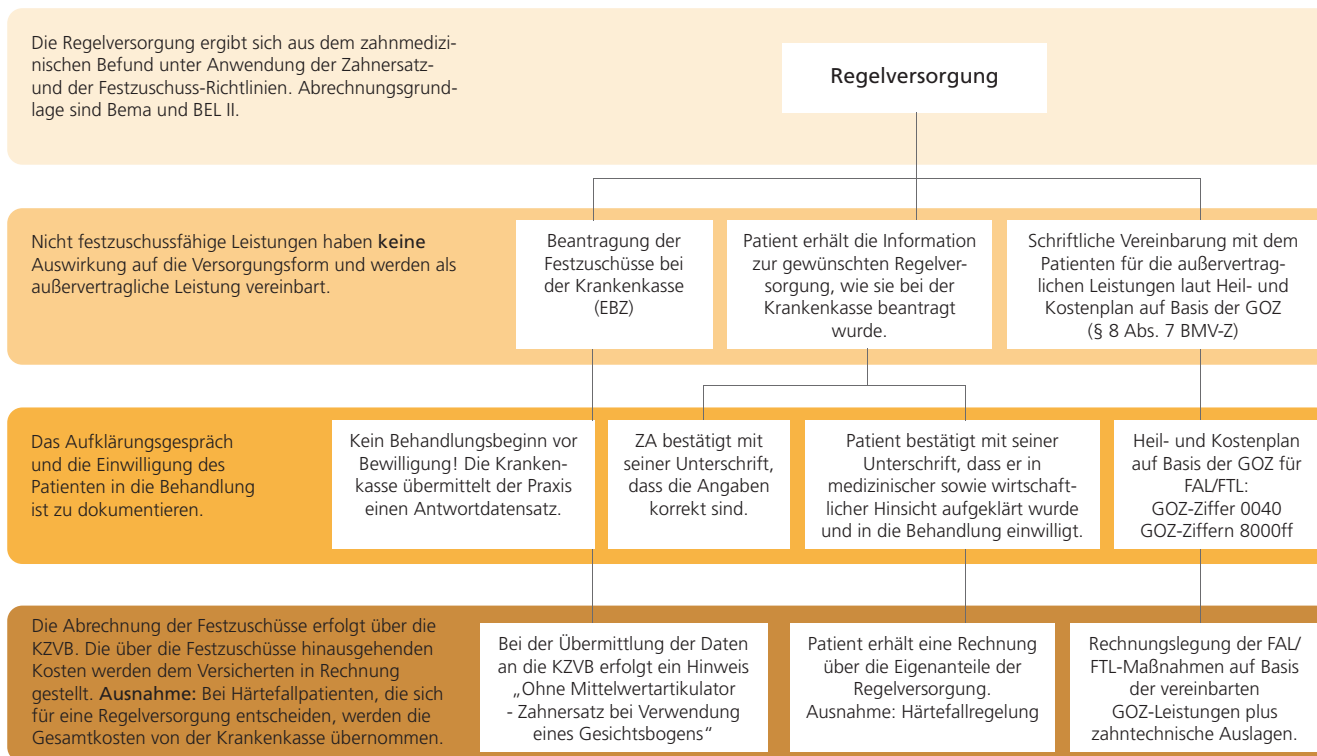 Die Regelversorgung ergibt sich aus dem zahnmedizi-
nischen Befund unter Anwendung der Zahnersatz-
und der Festzuschuss-Richtlinien. Abrechnungsgrund-
lage sind Bema und BEL II.
Regelversorgung
Nicht festzuschussfähige Leistungen haben keine
Auswirkung auf die Versorgungsform und werden als
außervertragliche Leistung vereinbart.
Beantragung der
Festzuschüsse bei
der Krankenkasse
(EBZ)
Patient erhält die Information
zur gewünschten Regelver-
sorgung, wie sie bei der
Krankenkasse beantragt
wurde.
Schriftliche Vereinbarung mit dem
Patienten für die außervertrag-
lichen Leistungen laut Heil- und
Kostenplan auf Basis der GOZ
(§ 8 Abs. 7 BMV-Z)
Das Aufklärungsgespräch
und die Einwilligung des
Patienten in die Behandlung
ist zu dokumentieren.
Kein Behandlungsbeginn vor
Bewilligung! Die Kranken-
kasse übermittelt der Praxis
einen Antwortdatensatz.
ZA bestätigt mit
seiner Unterschrift,
dass die Angaben
korrekt sind.
Patient bestätigt mit seiner
Unterschrift, dass er in
medizinischer sowie wirtschaft-
licher Hinsicht aufgeklärt wurde
und in die Behandlung einwilligt.
Heil- und Kostenplan
auf Basis der GOZ für
FAL/FTL:
GOZ-Ziffer 0040
GOZ-Ziffern 8000ff
Die Abrechnung der Festzuschüsse erfolgt über die
KZVB. Die über die Festzuschüsse hinausgehenden
Kosten werden dem Versicherten in Rechnung
gestellt. Ausnahme: Bei Härtefallpatienten, die sich
für eine Regelversorgung entscheiden, werden die
Gesamtkosten von der Krankenkasse übernommen.
Bei der Übermittlung der Daten
an die KZVB erfolgt ein Hinweis
„Ohne Mittelwertartikulator
- Zahnersatz bei Verwendung
eines Gesichtsbogens“
Patient erhält eine Rechnung
über die Eigenanteile der
Regelversorgung.
Ausnahme: Härtefallregelung
Rechnungslegung der FAL/
FTL-Maßnahmen auf Basis
der vereinbarten
GOZ-Leistungen plus
zahntechnische Auslagen.